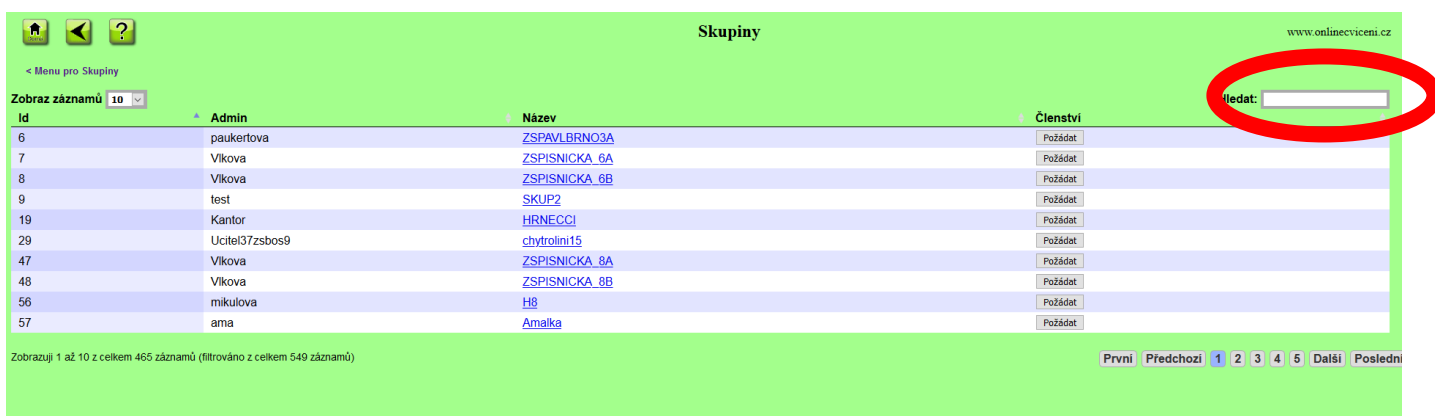 Skupiny
www.onlinecviceni.cz
< Menu pro Skupiny
Zobraz záznamů 10
Hledat:
Id Admin Název Členství
6 paukertova ZSPAVLBRNO3A Požádat
7 Vlkova ZSPISNICKA_6A Požádat
8 Vlkova ZSPISNICKA_6B Požádat
9 test SKUP2 Požádat
19 Kantor HRNECCI Požádat
29 Ucitel37zsbos9 chytrolini15 Požádat
47 Vlkova ZSPISNICKA_8A Požádat
48 Vlkova ZSPISNICKA_8B Požádat
56 mikulova H8 Požádat
57 ama Amalka Požádat
Zobrazuji 1 až 10 z celkem 465 záznamů (filtrováno z celkem 549 záznamů)
První Předchozí 1 2 3 4 5 Další Poslední